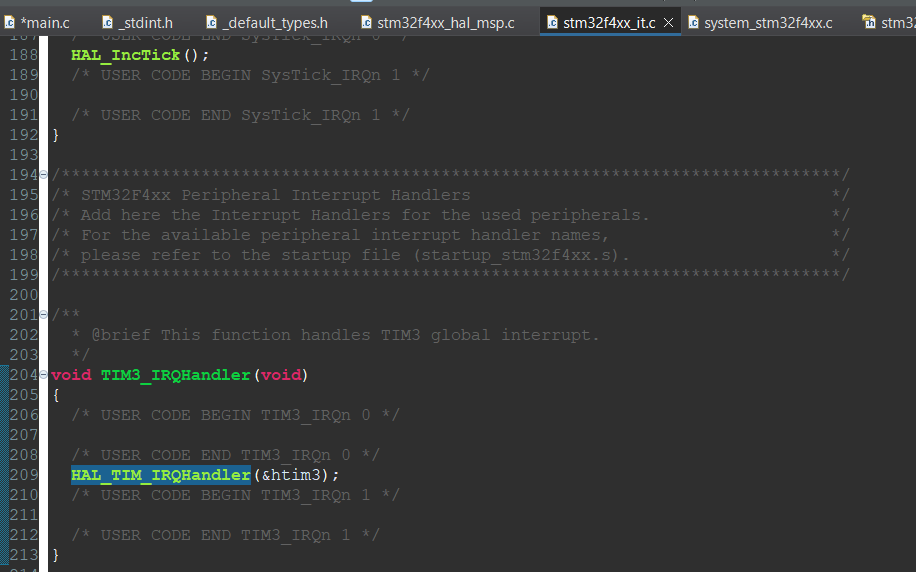 *main.c _stdint.h _default_types.h stm32f4xx_hal_msp.c stm32f4xx_it.c system_stm32f4xx.c stm32
187 /* USER CODE END SysTick_IRQn 0 */
188 HAL_IncTick();
189 /* USER CODE BEGIN SysTick_IRQn 1 */
190
191 /* USER CODE END SysTick_IRQn 1 */
192 }
193
194 /******************************************************************************/
195 /* STM32F4xx Peripheral Interrupt Handlers */
196 /* Add here the Interrupt Handlers for the used peripherals. */
197 /* For the available peripheral interrupt handler names, */
198 /* please refer to the startup file (startup_stm32f4xx.s). */
199 /******************************************************************************/
200
201 /**
202 * @brief This function handles TIM3 global interrupt.
203 */
204 void TIM3_IRQHandler(void)
205 {
206 /* USER CODE BEGIN TIM3_IRQn 0 */
207
208 /* USER CODE END TIM3_IRQn 0 */
209 HAL_TIM_IRQHandler(&htim3);
210 /* USER CODE BEGIN TIM3_IRQn 1 */
211
212 /* USER CODE END TIM3_IRQn 1 */
213 }